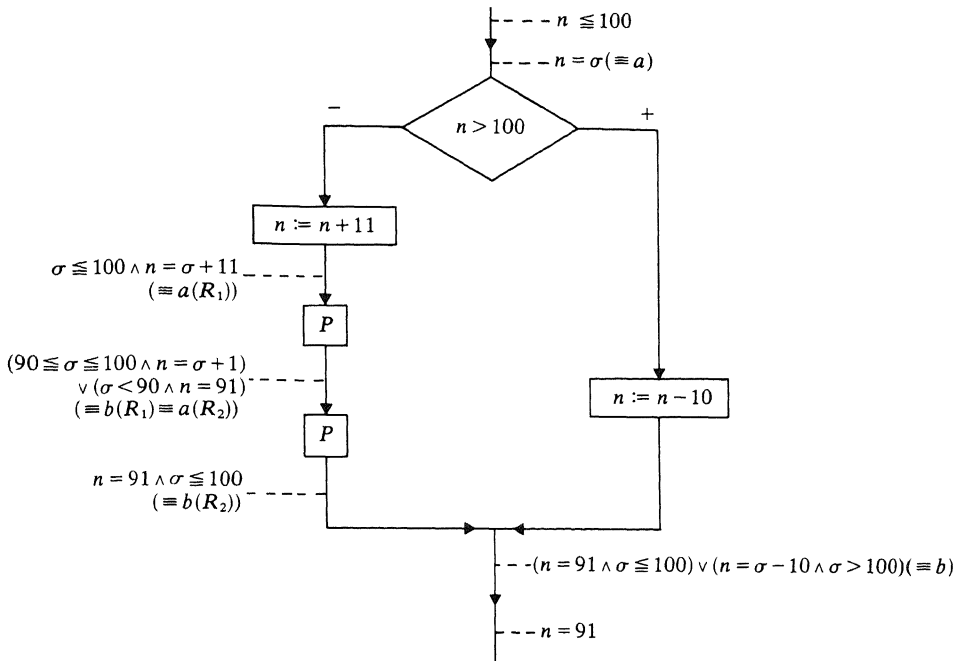 n ≦ 100
n = σ(≡ a)
n > 100
−
+
n := n + 11
σ ≦ 100 ∧ n = σ + 11
(≡ a(R₁))
P
(90 ≦ σ ≦ 100 ∧ n = σ + 1)
∨ (σ < 90 ∧ n = 91)
(≡ b(R₁) ≡ a(R₂))
n := n − 10
P
n = 91 ∧ σ ≦ 100
(≡ b(R₂))
(n = 91 ∧ σ ≦ 100) ∨ (n = σ − 10 ∧ σ > 100)(≡ b)
n = 91